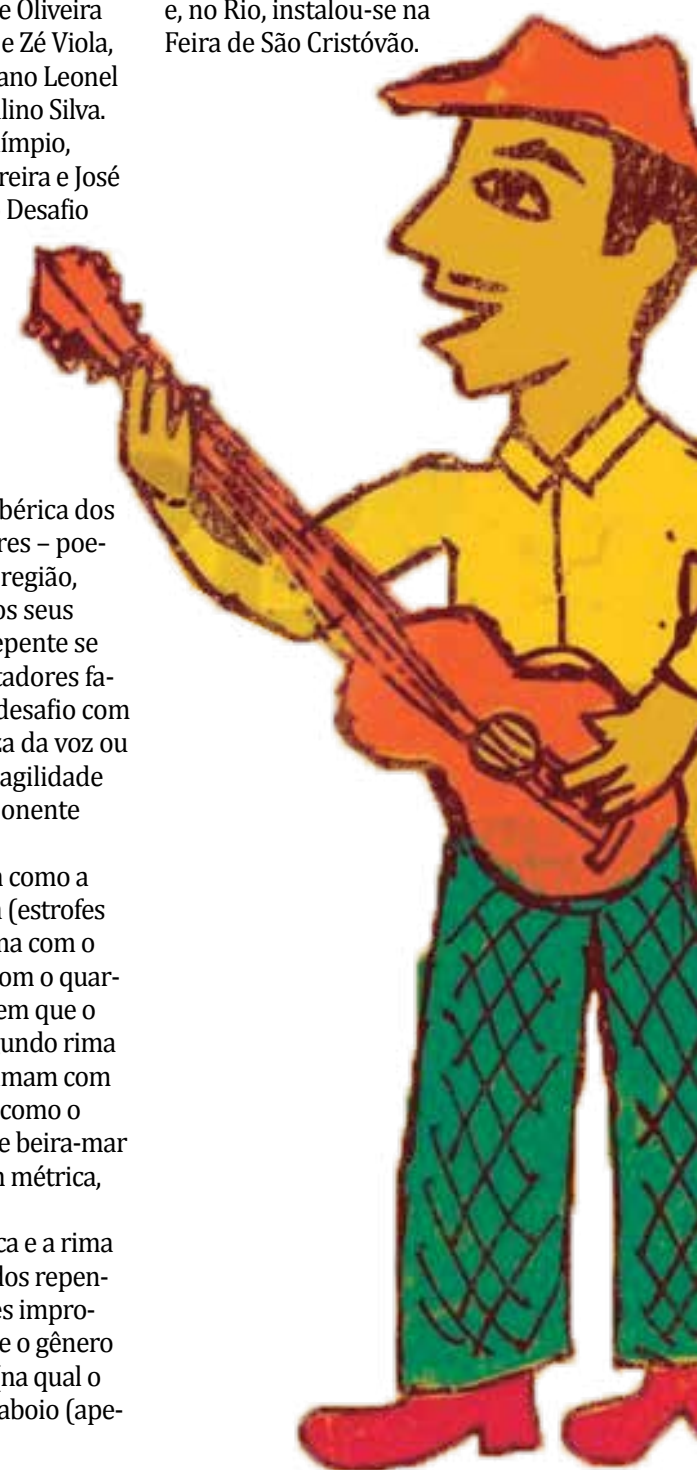 e Oliveira
e Zé Viola,
ano Leonel
lino Silva.
ímpio,
reira e José
Desafio
bérica dos
res – poe-
região,
os seus
epente se
tadores fa-
desafio com
za da voz ou
agilidade
onente
n como a
(estrofes
na com o
om o quar-
em que o
undo rima
mam com
como o
e beira-mar
n métrica,
ca e a rima
dos repen-
es impro-
e o gênero
na qual o
aboio (ape-
e, no Rio, instalou-se na
Feira de São Cristóvão.